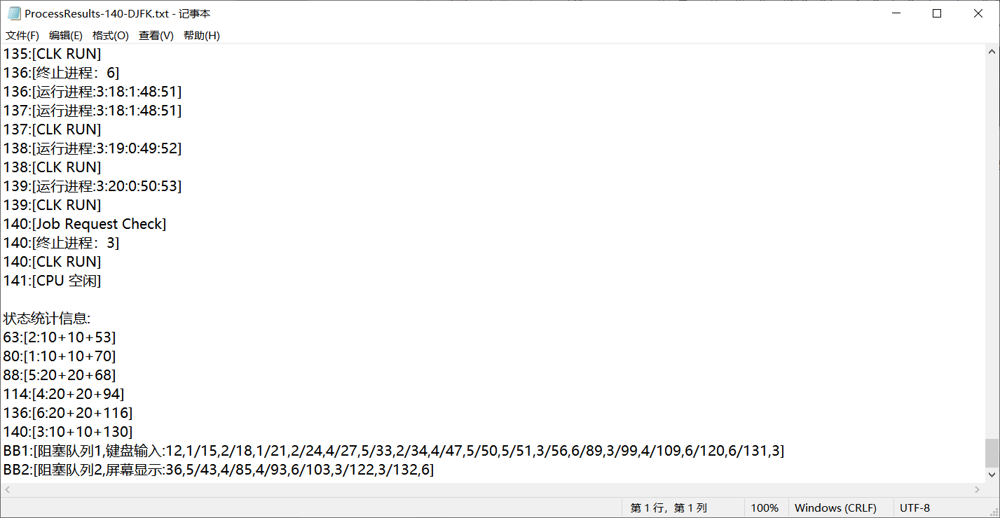 ProcessResults-140-DJFK.txt - 记事本
文件(F) 编辑(E) 格式(O) 查看(V) 帮助(H)
135:[CLK RUN]
136:[终止进程：6]
136:[运行进程:3:18:1:48:51]
137:[运行进程:3:18:1:48:51]
137:[CLK RUN]
138:[运行进程:3:19:0:49:52]
138:[CLK RUN]
139:[运行进程:3:20:0:50:53]
139:[CLK RUN]
140:[Job Request Check]
140:[终止进程：3]
140:[CLK RUN]
141:[CPU 空闲]
状态统计信息:
63:[2:10+10+53]
80:[1:10+10+70]
88:[5:20+20+68]
114:[4:20+20+94]
136:[6:20+20+116]
140:[3:10+10+130]
BB1:[阻塞队列1,键盘输入:12,1/15,2/18,1/21,2/24,4/27,5/33,2/34,4/47,5/50,5/51,3/56,6/89,3/99,4/109,6/120,6/131,3]
BB2:[阻塞队列2,屏幕显示:36,5/43,4/85,4/93,6/103,3/122,3/132,6]
第 1 行，第 1 列 100% Windows (CRLF) UTF-8